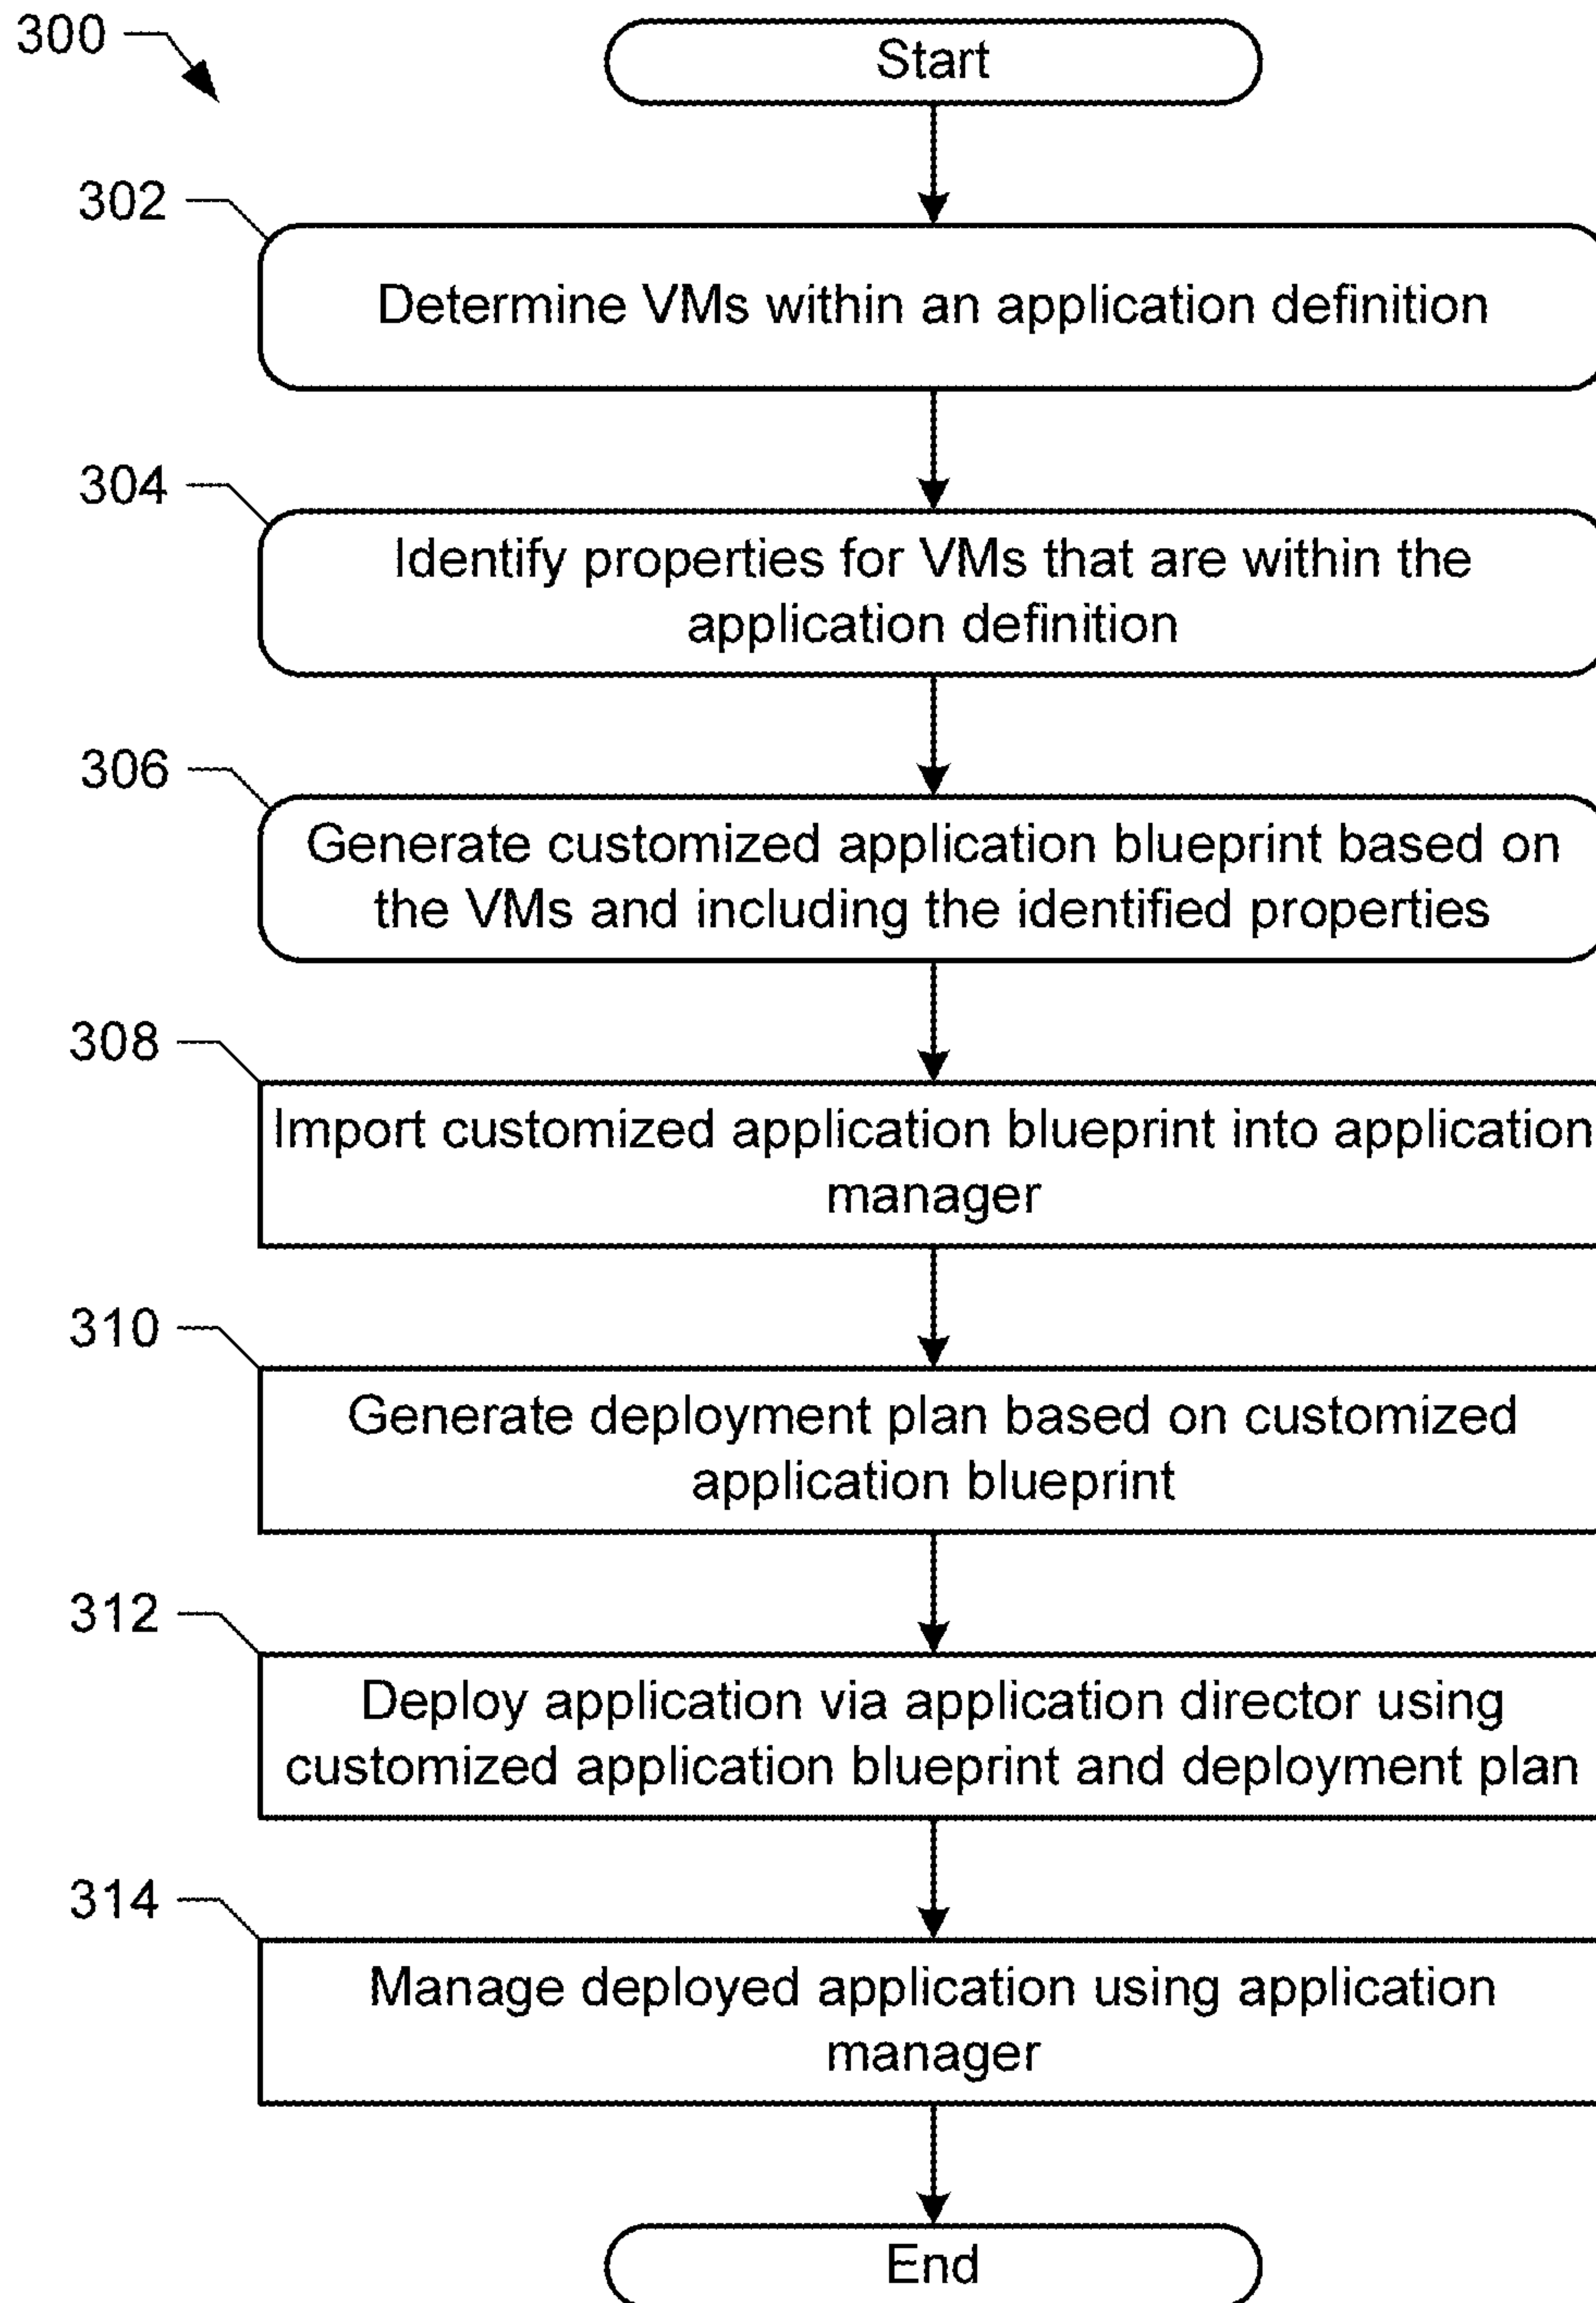 300
Start
302
Determine VMs within an application definition
304
Identify properties for VMs that are within the
application definition
306
Generate customized application blueprint based on
the VMs and including the identified properties
308
Import customized application blueprint into application
manager
310
Generate deployment plan based on customized
application blueprint
312
Deploy application via application director using
customized application blueprint and deployment plan
314
Manage deployed application using application
manager
End